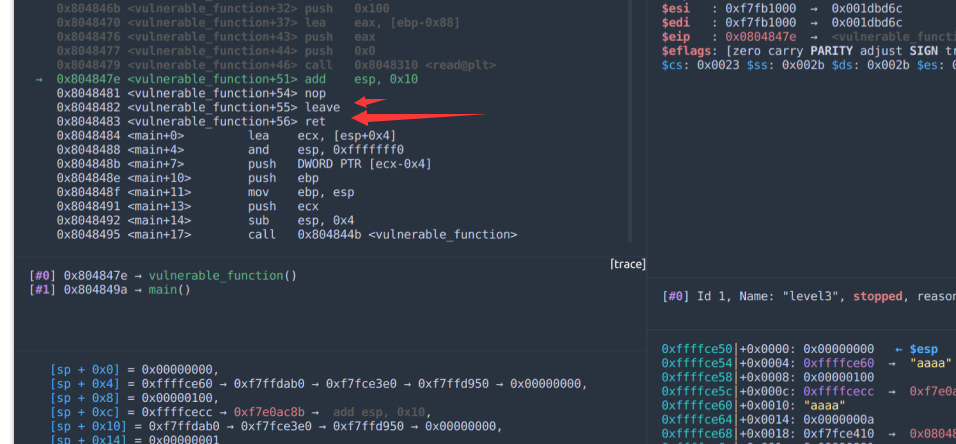 0x804846b <vulnerable_function+32> push 0x100
0x8048470 <vulnerable_function+37> lea eax, [ebp-0x88]
0x8048476 <vulnerable_function+43> push eax
0x8048477 <vulnerable_function+44> push 0x0
0x8048479 <vulnerable_function+46> call 0x8048310 <read@plt>
→ 0x804847e <vulnerable_function+51> add esp, 0x10
0x8048481 <vulnerable_function+54> nop
0x8048482 <vulnerable_function+55> leave
0x8048483 <vulnerable_function+56> ret
0x8048484 <main+0> lea ecx, [esp+0x4]
0x8048488 <main+4> and esp, 0xfffffff0
0x804848b <main+7> push DWORD PTR [ecx-0x4]
0x804848e <main+10> push ebp
0x804848f <main+11> mov ebp, esp
0x8048491 <main+13> push ecx
0x8048492 <main+14> sub esp, 0x4
0x8048495 <main+17> call 0x804844b <vulnerable_function>
[trace]
[#0] 0x804847e → vulnerable_function()
[#1] 0x804849a → main()
[sp + 0x0] = 0x00000000,
[sp + 0x4] = 0xffffce60 → 0xf7ffdab0 → 0xf7fce3e0 → 0xf7ffd950 → 0x00000000,
[sp + 0x8] = 0x00000100,
[sp + 0xc] = 0xffffcecc → 0xf7e0ac8b → add esp, 0x10,
[sp + 0x10] = 0xf7ffdab0 → 0xf7fce3e0 → 0xf7ffd950 → 0x00000000,
[sp + 0x14] = 0x00000001
$esi : 0xf7fb1000 → 0x001dbd6c
$edi : 0xf7fb1000 → 0x001dbd6c
$eip : 0x0804847e → <vulnerable_functi
$eflags: [zero carry PARITY adjust SIGN tr
$cs: 0x0023 $ss: 0x002b $ds: 0x002b $es: 0
[#0] Id 1, Name: "level3", stopped, reason
0xffffce50|+0x0000: 0x00000000 ← $esp
0xffffce54|+0x0004: 0xffffce60 → "aaaa"
0xffffce58|+0x0008: 0x00000100
0xffffce5c|+0x000c: 0xffffcecc → 0xf7e0a
0xffffce60|+0x0010: "aaaa"
0xffffce64|+0x0014: 0x0000000a
0xffffce68|+0x0018: 0xf7fce410 → 0x08048